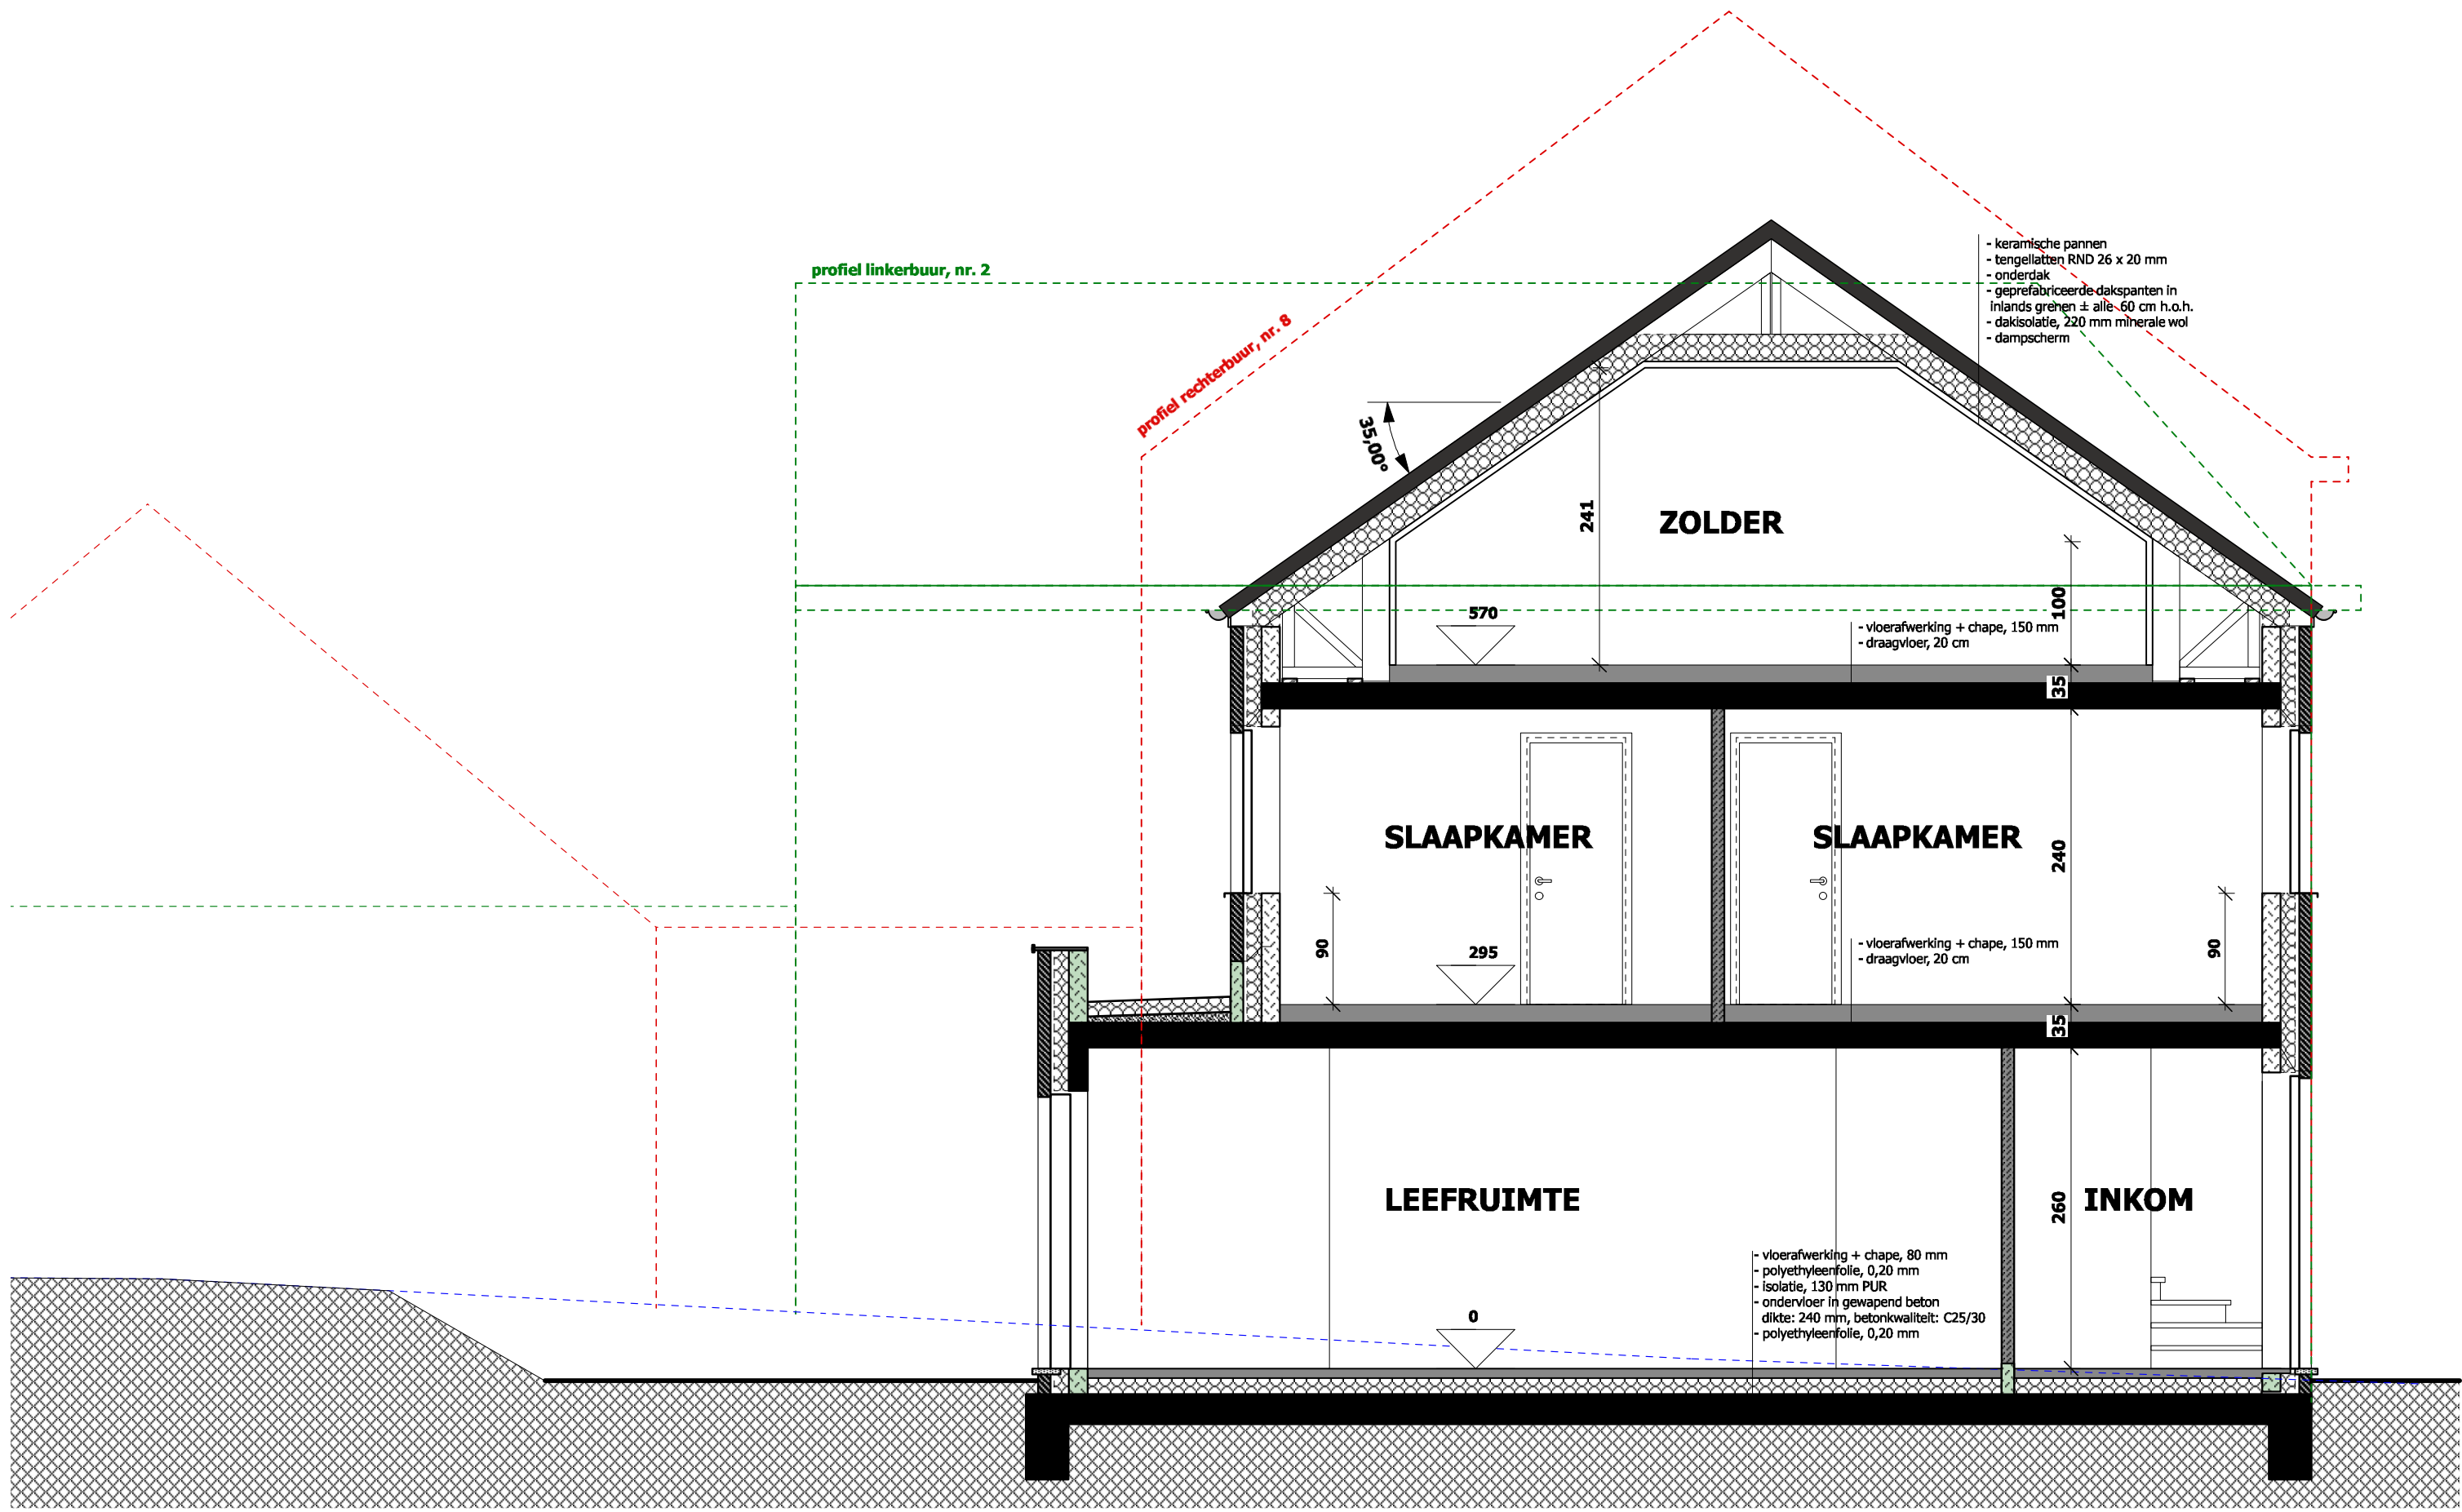 profiel linkerbuur, nr. 2
profiel rechterbuur, nr. 8
- keramische pannen
- tengellatten RND 26 x 20 mm
- onderdak
- geprefabriceerde dakspanten in
inlands grenen ± alle 60 cm h.o.h.
- dakisolatie, 220 mm minerale wol
- dampscherm
35,00°
241
ZOLDER
100
570
- vloerafwerking + chape, 150 mm
- draagvloer, 20 cm
35
SLAAPKAMER
SLAAPKAMER
240
90
295
- vloerafwerking + chape, 150 mm
- draagvloer, 20 cm
90
35
LEEFRUIMTE
INKOM
260
- vloerafwerking + chape, 80 mm
- polyethyleenfolie, 0,20 mm
- isolatie, 130 mm PUR
- ondervloer in gewapend beton
dikte: 240 mm, betonkwaliteit: C25/30
- polyethyleenfolie, 0,20 mm
0